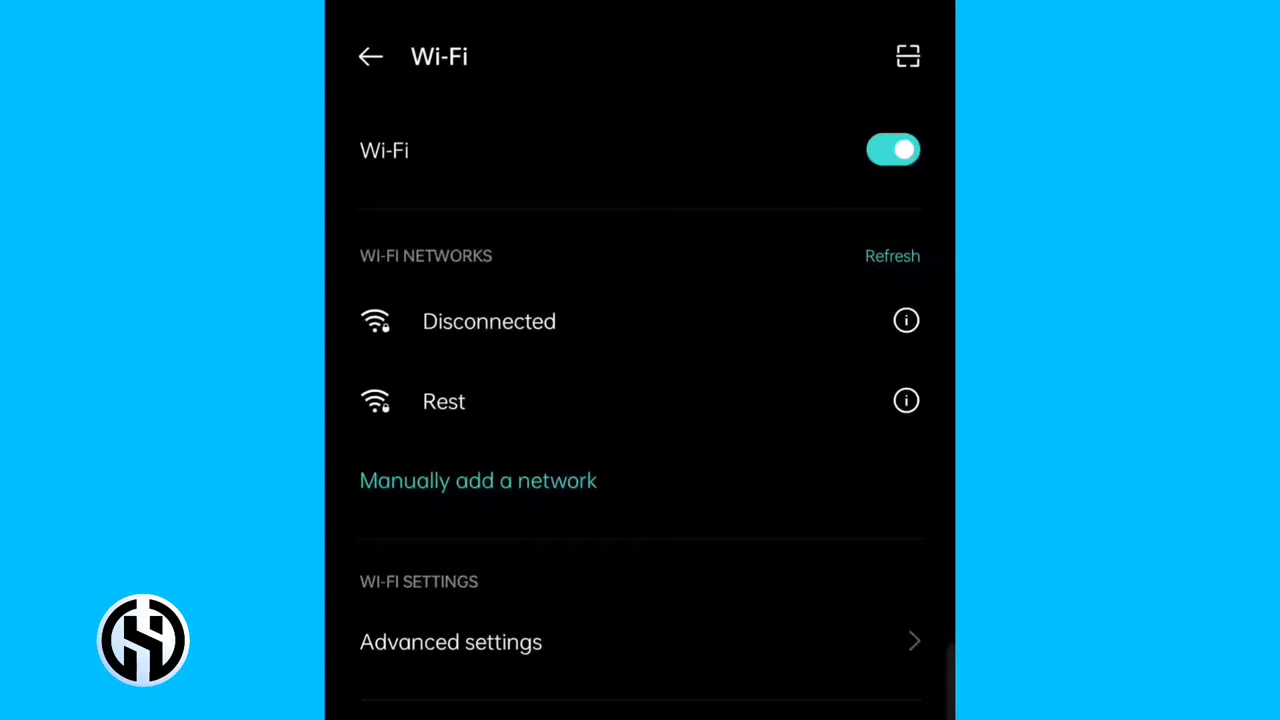 Wi-Fi
Wi-Fi
WI-FI NETWORKS
Refresh
Disconnected
Rest
Manually add a network
WI-FI SETTINGS
Advanced settings